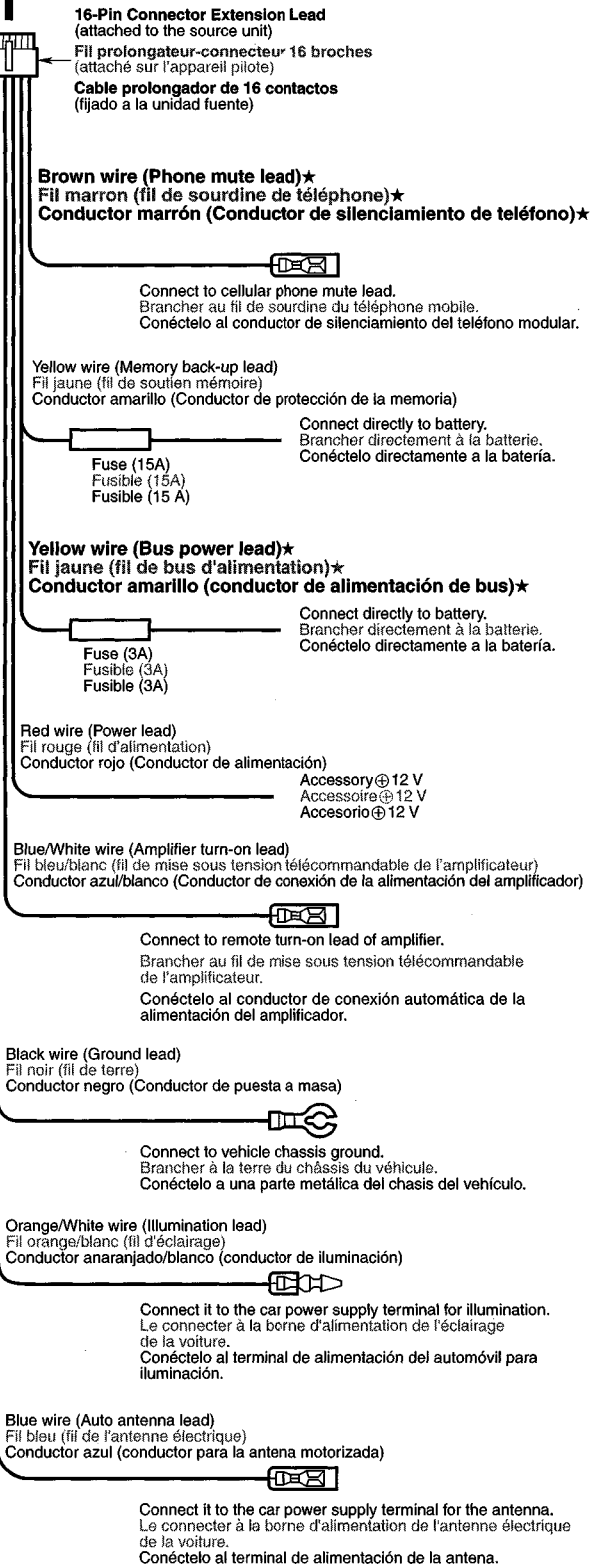 16-Pin Connector Extension Lead
(attached to the source unit)
Fil prolongateur-connecteur 16 broches
(attaché sur l'appareil pilote)
Cable prolongador de 16 contactos
(fijado a la unidad fuente)
Brown wire (Phone mute lead)★
Fil marron (fil de sourdine de téléphone)★
Conductor marrón (Conductor de silenciamiento de teléfono)★
Connect to cellular phone mute lead.
Brancher au fil de sourdine du téléphone mobile.
Conéctelo al conductor de silenciamiento del teléfono modular.
Yellow wire (Memory back-up lead)
Fil jaune (fil de soutien mémoire)
Conductor amarillo (Conductor de protección de la memoria)
Connect directly to battery.
Brancher directement à la batterie.
Conéctelo directamente a la batería.
Fuse (15A)
Fusible (15A)
Fusible (15 A)
Yellow wire (Bus power lead)★
Fil jaune (fil de bus d'alimentation)★
Conductor amarillo (conductor de alimentación de bus)★
Connect directly to battery.
Brancher directement à la batterie.
Conéctelo directamente a la batería.
Fuse (3A)
Fusible (3A)
Fusible (3A)
Red wire (Power lead)
Fil rouge (fil d'alimentation)
Conductor rojo (Conductor de alimentación)
Accessory⊕12 V
Accessoire⊕12 V
Accesorio⊕12 V
Blue/White wire (Amplifier turn-on lead)
Fil bleu/blanc (fil de mise sous tension télécommandable de l'amplificateur)
Conductor azul/blanco (Conductor de conexión de la alimentación del amplificador)
Connect to remote turn-on lead of amplifier.
Brancher au fil de mise sous tension télécommandable
de l'amplificateur.
Conéctelo al conductor de conexión automática de la
alimentación del amplificador.
Black wire (Ground lead)
Fil noir (fil de terre)
Conductor negro (Conductor de puesta a masa)
Connect to vehicle chassis ground.
Brancher à la terre du châssis du véhicule.
Conéctelo a una parte metálica del chasis del vehículo.
Orange/White wire (Illumination lead)
Fil orange/blanc (fil d'éclairage)
Conductor anaranjado/blanco (conductor de iluminación)
Connect it to the car power supply terminal for illumination.
Le connecter à la borne d'alimentation de l'éclairage
de la voiture.
Conéctelo al terminal de alimentación del automóvil para
iluminación.
Blue wire (Auto antenna lead)
Fil bleu (fil de l'antenne électrique)
Conductor azul (conductor para la antena motorizada)
Connect it to the car power supply terminal for the antenna.
Le connecter à la borne d'alimentation de l'antenne électrique
de la voiture.
Conéctelo al terminal de alimentación de la antena.